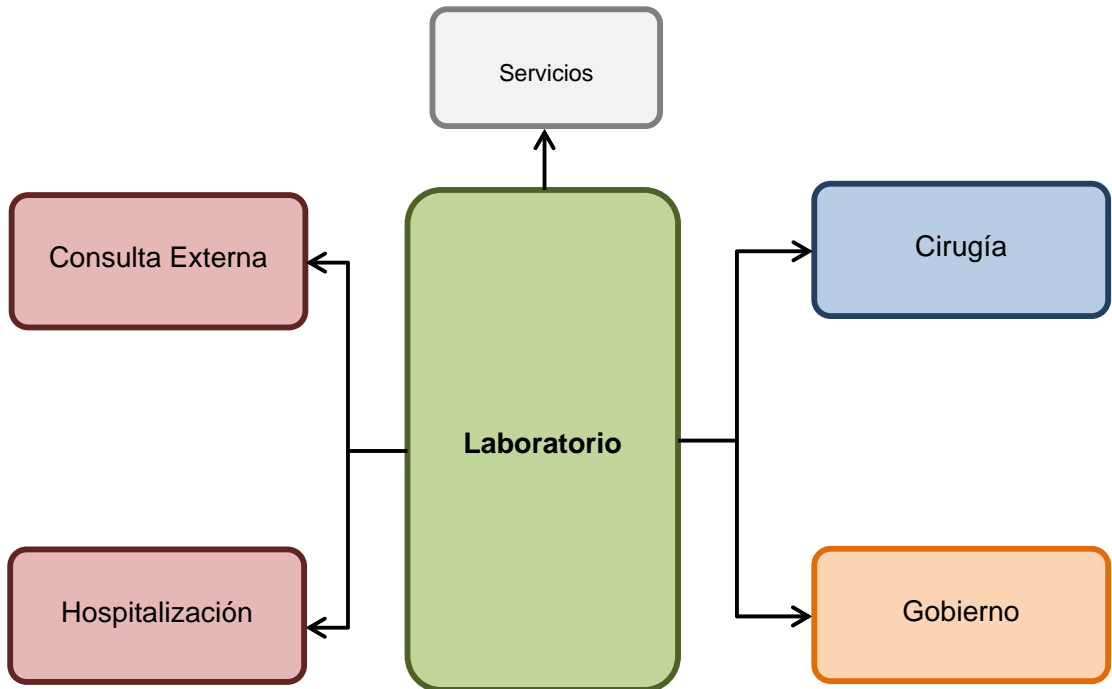 Servicios
Consulta Externa
Cirugía
Laboratorio
Hospitalización
Gobierno